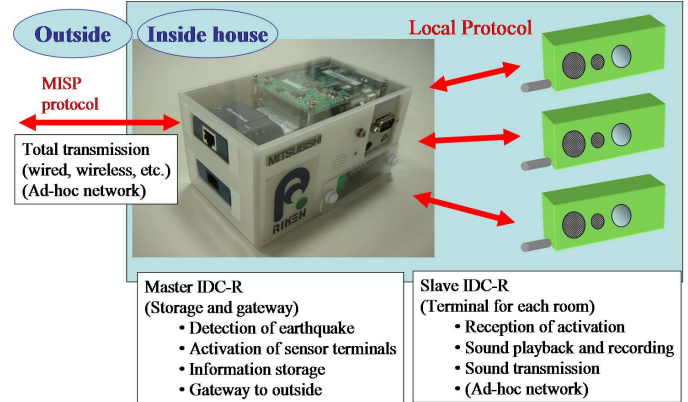 Outside
Inside house
Local Protocol
MISP
protocol
Total transmission
(wired, wireless, etc.)
(Ad-hoc network)
MITSUBISHI
RIKEN
Master IDC-R
(Storage and gateway)
• Detection of earthquake
• Activation of sensor terminals
• Information storage
• Gateway to outside
Slave IDC-R
(Terminal for each room)
• Reception of activation
• Sound playback and recording
• Sound transmission
• (Ad-hoc network)